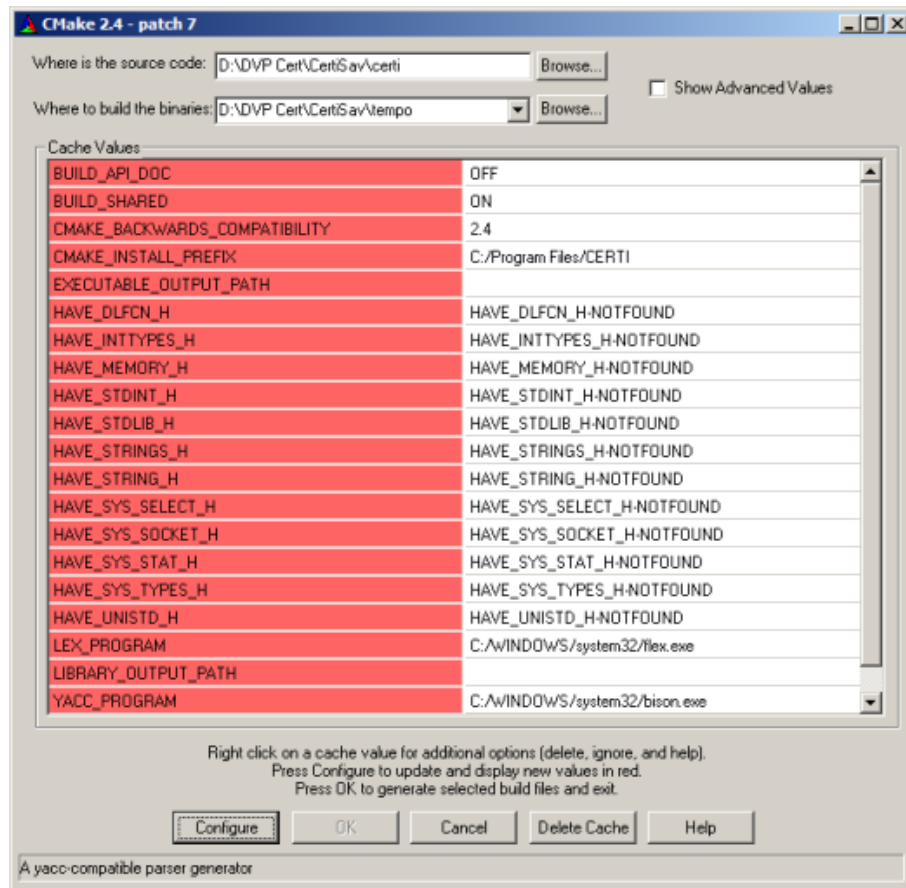 CMake 2.4 - patch 7
Where is the source code: D:\DVP Cert\CertiSav\certi Browse...
Show Advanced Values
Where to build the binaries: D:\DVP Cert\CertiSav\tempo Browse...
Cache Values
BUILD_API_DOC OFF
BUILD_SHARED ON
CMAKE_BACKWARDS_COMPATIBILITY 2.4
CMAKE_INSTALL_PREFIX C:/Program Files/CERTI
EXECUTABLE_OUTPUT_PATH
HAVE_DLFCN_H HAVE_DLFCN_H-NOTFOUND
HAVE_INTTYPES_H HAVE_INTTYPES_H-NOTFOUND
HAVE_MEMORY_H HAVE_MEMORY_H-NOTFOUND
HAVE_STDINT_H HAVE_STDINT_H-NOTFOUND
HAVE_STDLIB_H HAVE_STDLIB_H-NOTFOUND
HAVE_STRINGS_H HAVE_STRINGS_H-NOTFOUND
HAVE_STRING_H HAVE_STRING_H-NOTFOUND
HAVE_SYS_SELECT_H HAVE_SYS_SELECT_H-NOTFOUND
HAVE_SYS_SOCKET_H HAVE_SYS_SOCKET_H-NOTFOUND
HAVE_SYS_STAT_H HAVE_SYS_STAT_H-NOTFOUND
HAVE_SYS_TYPES_H HAVE_SYS_TYPES_H-NOTFOUND
HAVE_UNISTD_H HAVE_UNISTD_H-NOTFOUND
LEX_PROGRAM C:/WINDOWS/system32/flex.exe
LIBRARY_OUTPUT_PATH
YACC_PROGRAM C:/WINDOWS/system32/bison.exe
Right click on a cache value for additional options (delete, ignore, and help).
Press Configure to update and display new values in red.
Press OK to generate selected build files and exit.
Configure OK Cancel Delete Cache Help
A yacc-compatible parser generator